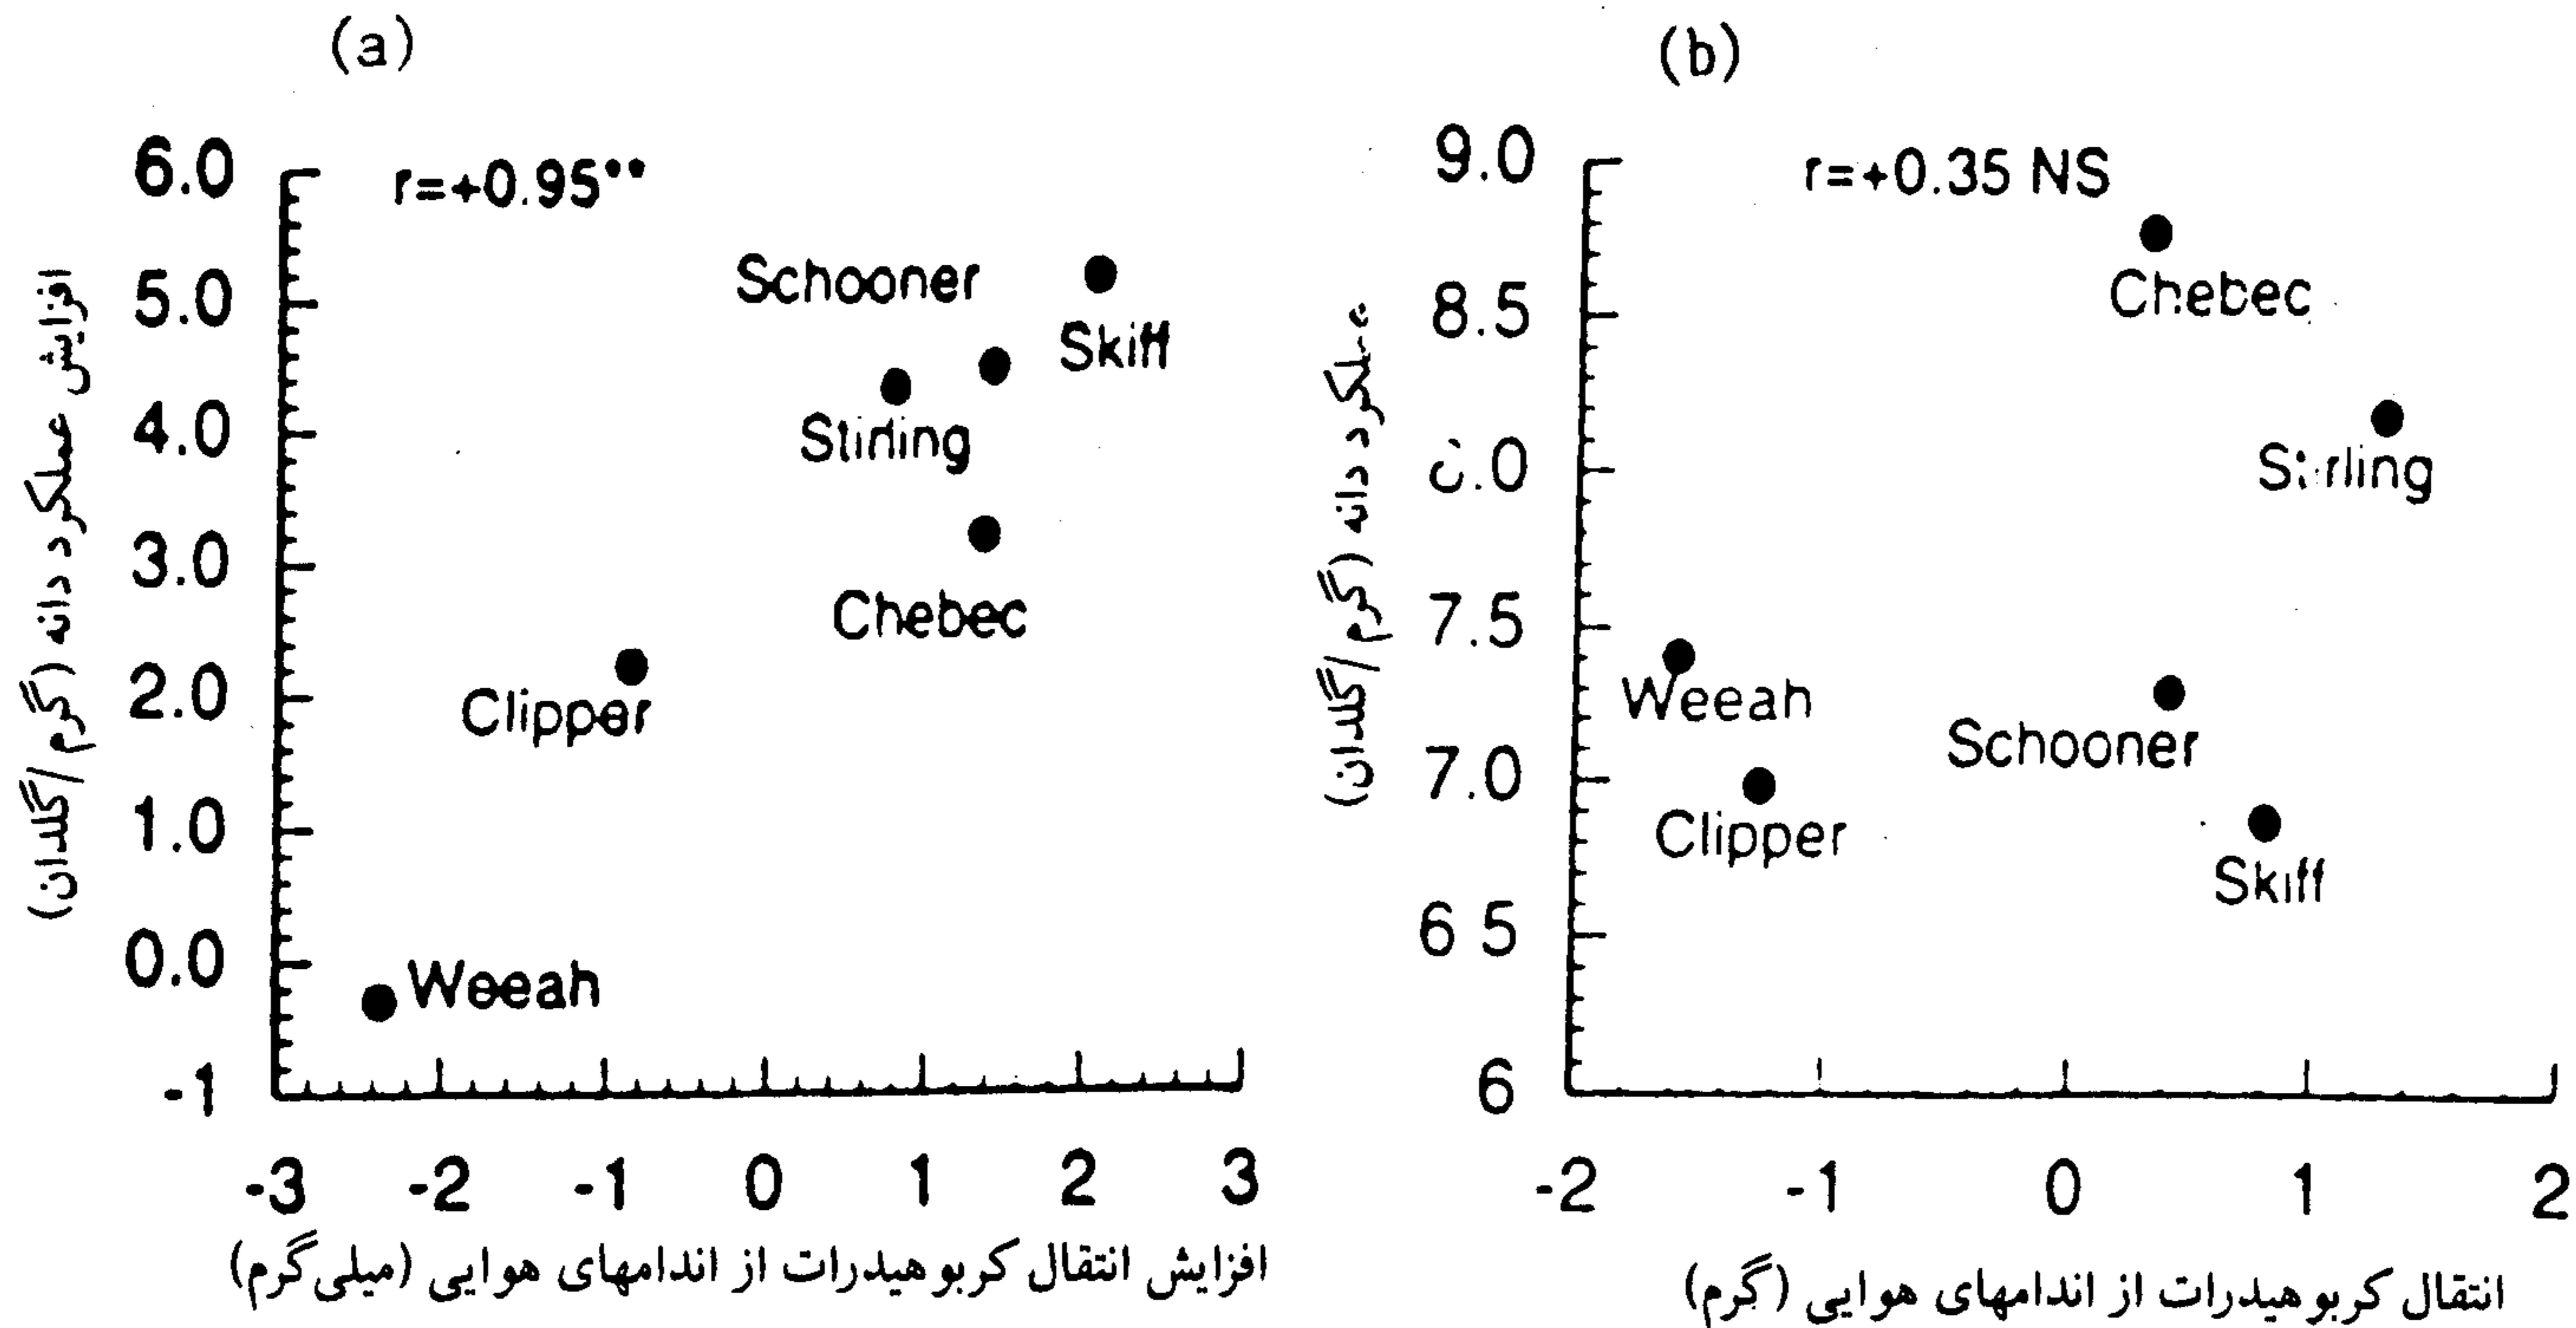 (a)
افزایش عملکرد دانه (گرم/گلدان)
6.0
5.0
4.0
3.0
2.0
1.0
0.0
-1
r=+0.95**
Schooner
Skiff
Stirling
Chebec
Clipper
Weeah
-3 -2 -1 0 1 2 3
افزایش انتقال کربوهیدرات از اندامهای هوایی (میلی‌گرم)
(b)
عملکرد دانه (گرم/گلدان)
9.0
8.5
.0
7.5
7.0
6 5
6
r=+0.35 NS
Chebec
Stirling
Weeah
Schooner
Clipper
Skiff
-2 -1 0 1 2
انتقال کربوهیدرات از اندامهای هوایی (گرم)